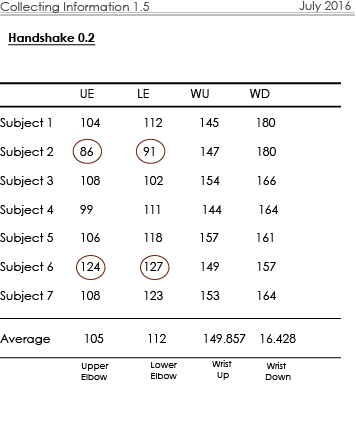 Collecting Information 1.5 July 2016
Handshake 0.2
UE LE WU WD
Subject 1 104 112 145 180
Subject 2 86 91 147 180
Subject 3 108 102 154 166
Subject 4 99 111 144 164
Subject 5 106 118 157 161
Subject 6 124 127 149 157
Subject 7 108 123 153 164
Average 105 112 149.857 16.428
Upper Lower Wrist Wrist
Elbow Elbow Up Down